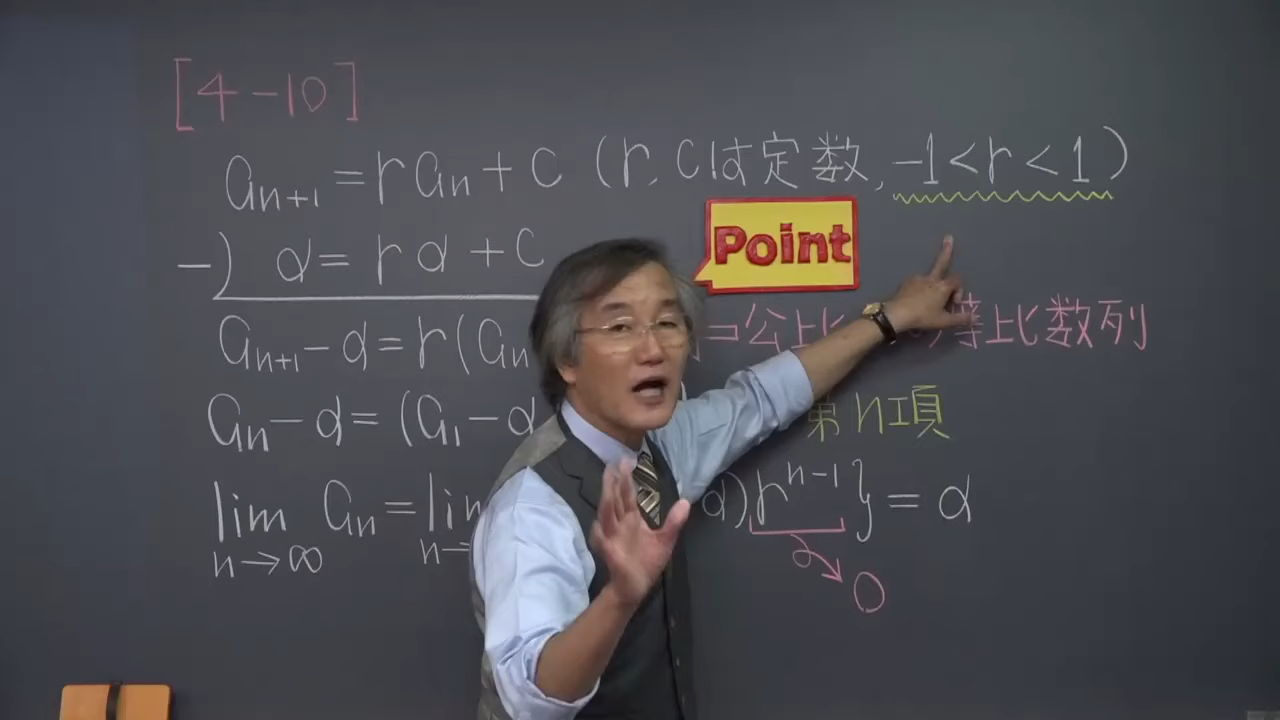 [4-10]
aₙ₊₁ = raₙ + c (r, cは定数, -1<r<1)
Point
-) α = rα + c
aₙ₊₁-α = r(aₙ =公比 等比数列
aₙ-α = (a₁-α 第n項
lim aₙ = lim α)rⁿ⁻¹} = α
n→∞ n→
0